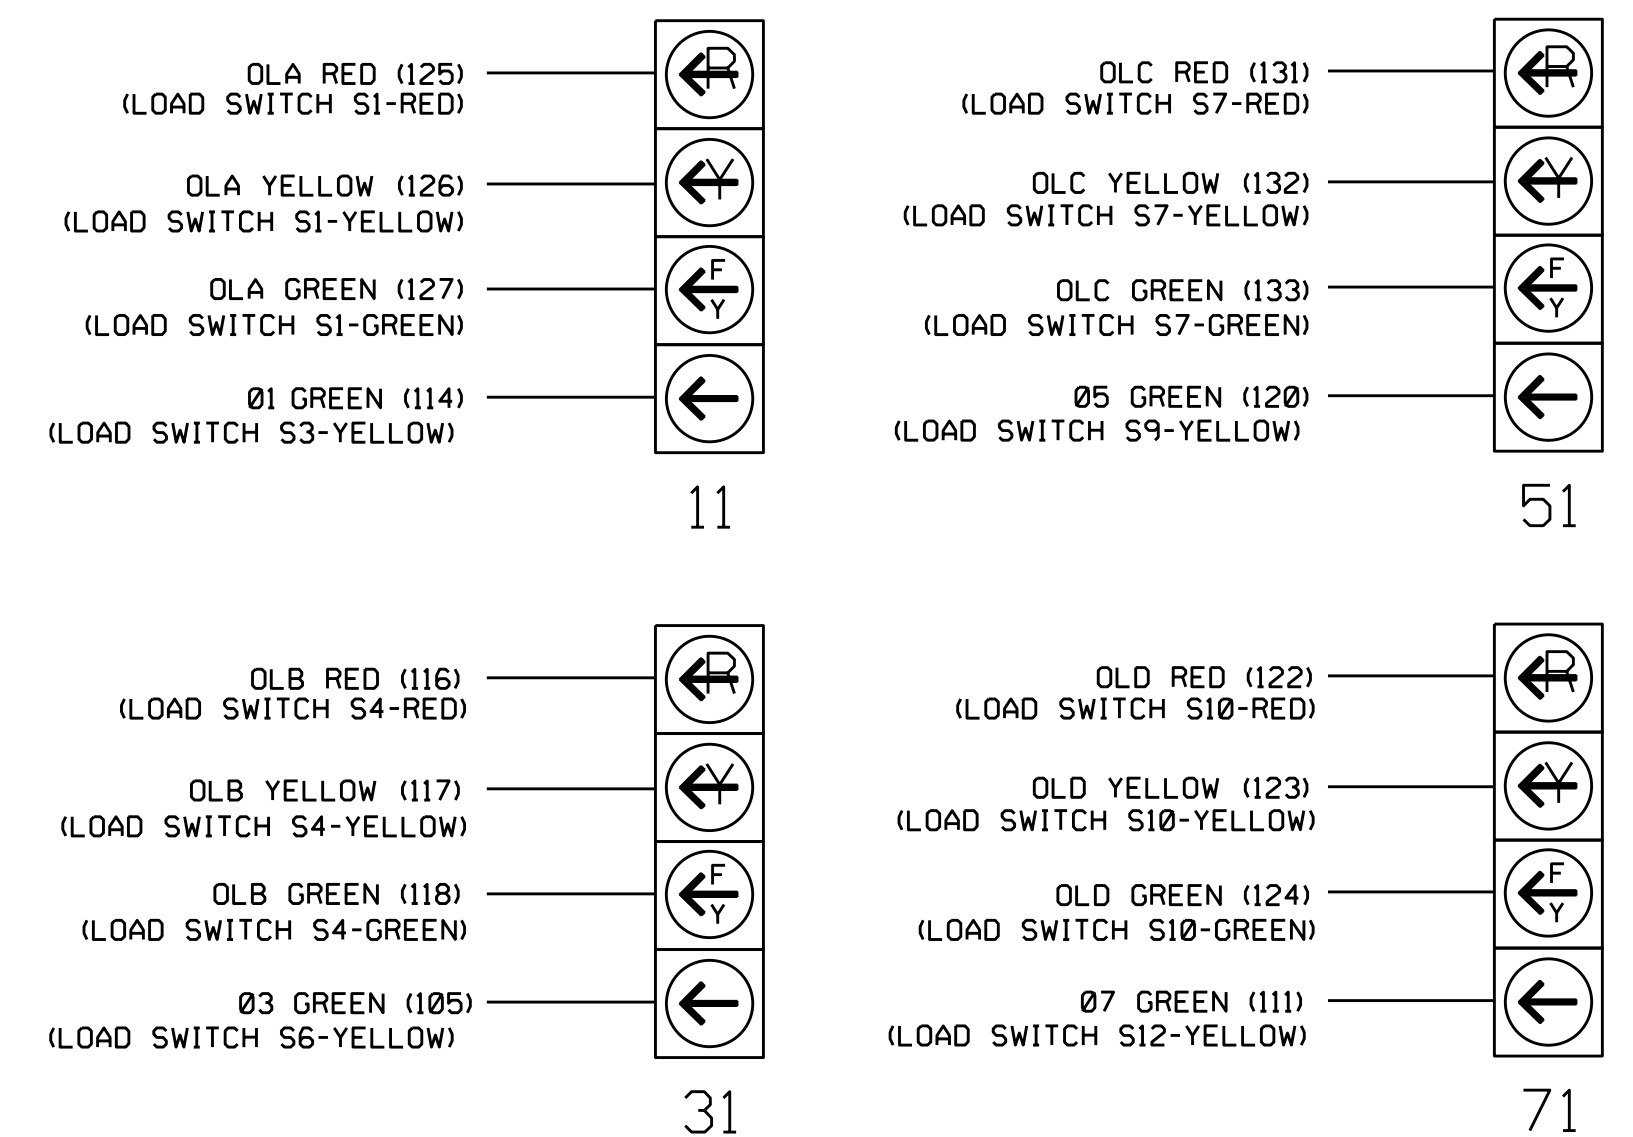 OLA RED (125)
(LOAD SWITCH S1-RED)
R
OLA YELLOW (126)
(LOAD SWITCH S1-YELLOW)
Y
OLA GREEN (127)
(LOAD SWITCH S1-GREEN)
F
Y
Ø1 GREEN (114)
(LOAD SWITCH S3-YELLOW)
11
OLC RED (131)
(LOAD SWITCH S7-RED)
R
OLC YELLOW (132)
(LOAD SWITCH S7-YELLOW)
Y
OLC GREEN (133)
(LOAD SWITCH S7-GREEN)
F
Y
Ø5 GREEN (12Ø)
(LOAD SWITCH S9-YELLOW)
51
OLB RED (116)
(LOAD SWITCH S4-RED)
R
OLB YELLOW (117)
(LOAD SWITCH S4-YELLOW)
Y
OLB GREEN (118)
(LOAD SWITCH S4-GREEN)
F
Y
Ø3 GREEN (1Ø5)
(LOAD SWITCH S6-YELLOW)
31
OLD RED (122)
(LOAD SWITCH S1Ø-RED)
R
OLD YELLOW (123)
(LOAD SWITCH S1Ø-YELLOW)
Y
OLD GREEN (124)
(LOAD SWITCH S1Ø-GREEN)
F
Y
Ø7 GREEN (111)
(LOAD SWITCH S12-YELLOW)
71